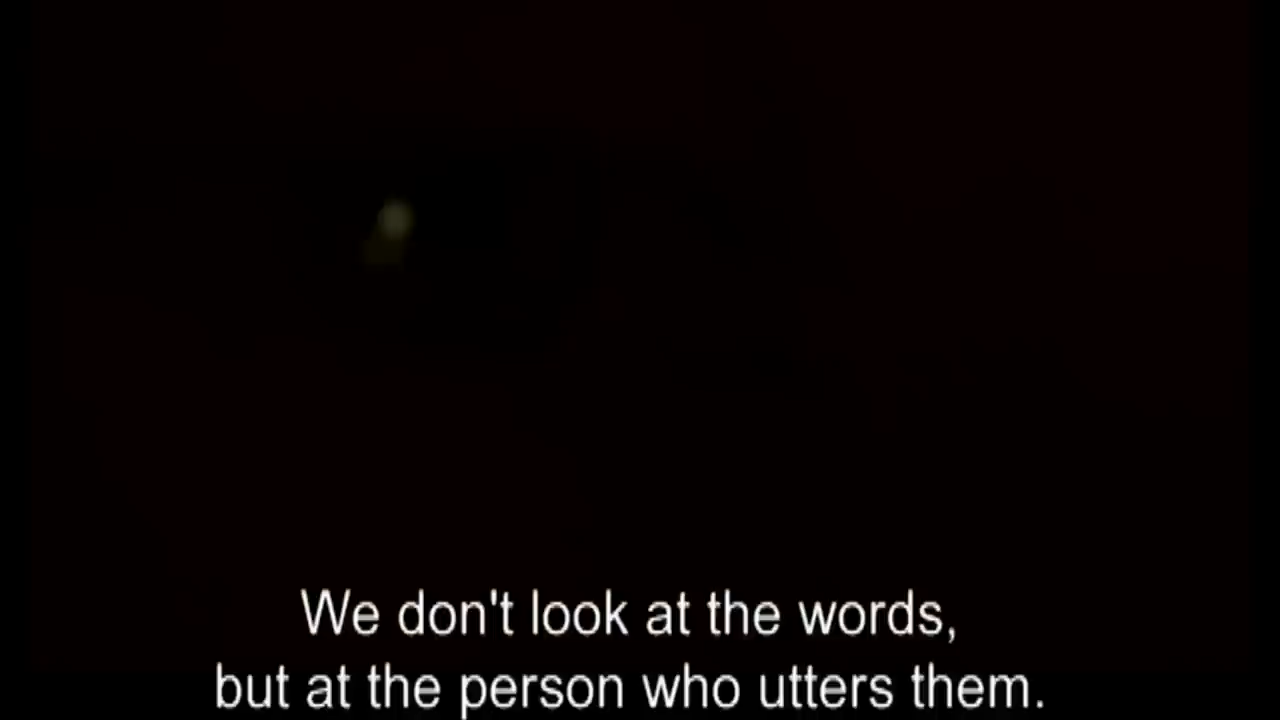 We don't look at the words,
but at the person who utters them.